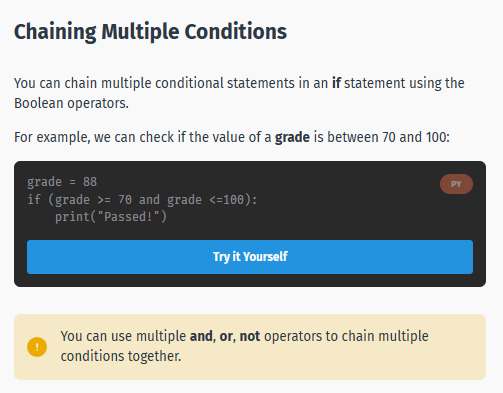 Chaining Multiple Conditions
You can chain multiple conditional statements in an if statement using the
Boolean operators.
For example, we can check if the value of a grade is between 70 and 100:
PY
grade = 88
if (grade >= 70 and grade <=100):
    print("Passed!")
Try it Yourself
!
You can use multiple and, or, not operators to chain multiple
conditions together.